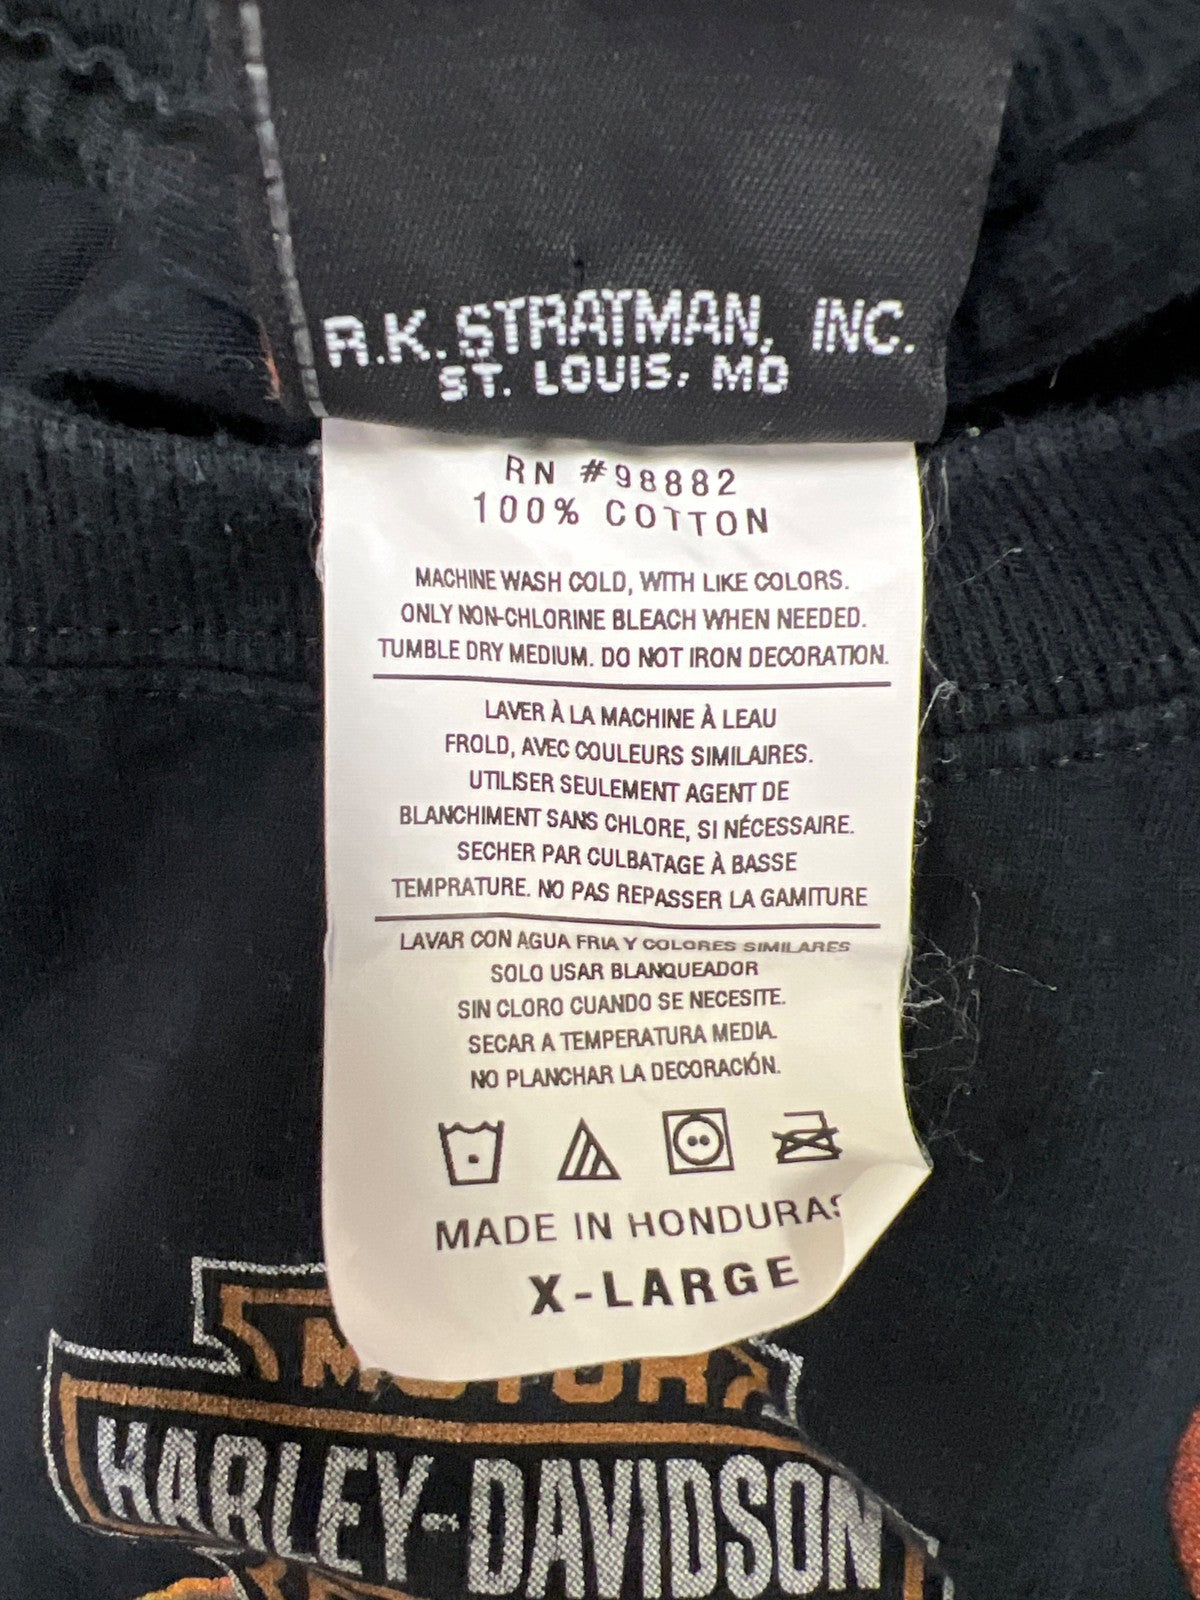 R.K. STRATMAN, INC.
ST. LOUIS, MO
RN #98882
100% COTTON
MACHINE WASH COLD, WITH LIKE COLORS.
ONLY NON-CHLORINE BLEACH WHEN NEEDED.
TUMBLE DRY MEDIUM. DO NOT IRON DECORATION.
LAVER À LA MACHINE À LEAU
FROLD, AVEC COULEURS SIMILAIRES.
UTILISER SEULEMENT AGENT DE
BLANCHIMENT SANS CHLORE, SI NÉCESSAIRE.
SECHER PAR CULBATAGE À BASSE
TEMPRATURE. NO PAS REPASSER LA GAMITURE
LAVAR CON AGUA FRIA Y COLORES SIMILARES
SOLO USAR BLANQUEADOR
SIN CLORO CUANDO SE NECESITE.
SECAR A TEMPERATURA MEDIA.
NO PLANCHAR LA DECORACIÓN.
MADE IN HONDURAS
X-LARGE
MOTOR
HARLEY-DAVIDSON